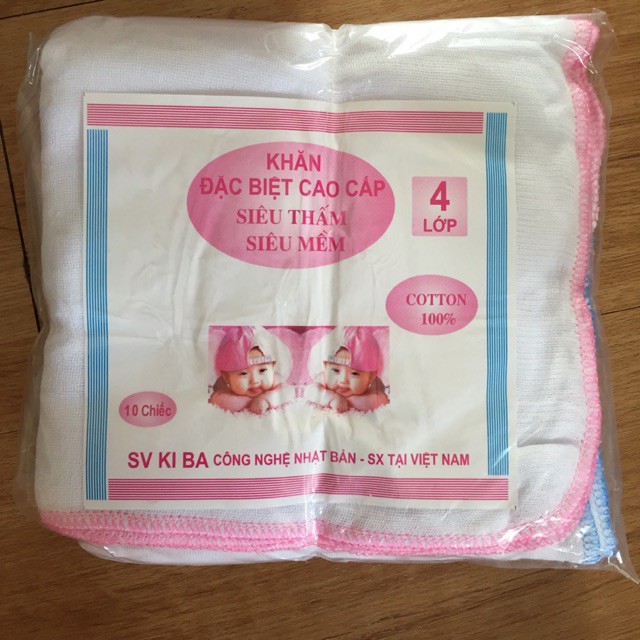 KHĂN
ĐẶC BIỆT CAO CẤP
SIÊU THẤM
SIÊU MỀM
4
LỚP
COTTON
100%
10 Chiếc
SV KI BA CÔNG NGHỆ NHẬT BẢN - SX TẠI VIỆT NAM